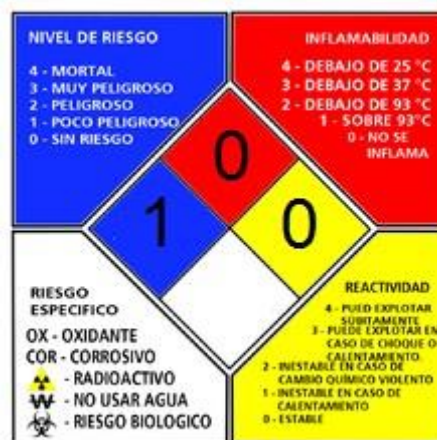 NIVEL DE RIESGO
4 - MORTAL
3 - MUY PELIGROSO
2 - PELIGROSO
1 - POCO PELIGROSO
0 - SIN RIESGO
INFLAMABILIDAD
4 - DEBAJO DE 25 °C
3 - DEBAJO DE 37 °C
2 - DEBAJO DE 93 °C
1 - SOBRE 93°C
0 - NO SE
INFLAMA
0
1
0
RIESGO
ESPECIFICO
OX - OXIDANTE
COR - CORROSIVO
- RADIOACTIVO
W - NO USAR AGUA
- RIESGO BIOLOGICO
REACTIVIDAD
4 - PUED EXPLOTAR
SÚBITAMENTE
3 - PUEDE EXPLOTAR EN
CASO DE CHOQUE O
CALENTAMIENTO.
2 - INESTABLE EN CASO DE
CAMBIO QUÍMICO VIOLENTO
1 - INESTABLE EN CASO DE
CALENTAMIENTO
0 - ESTABLE